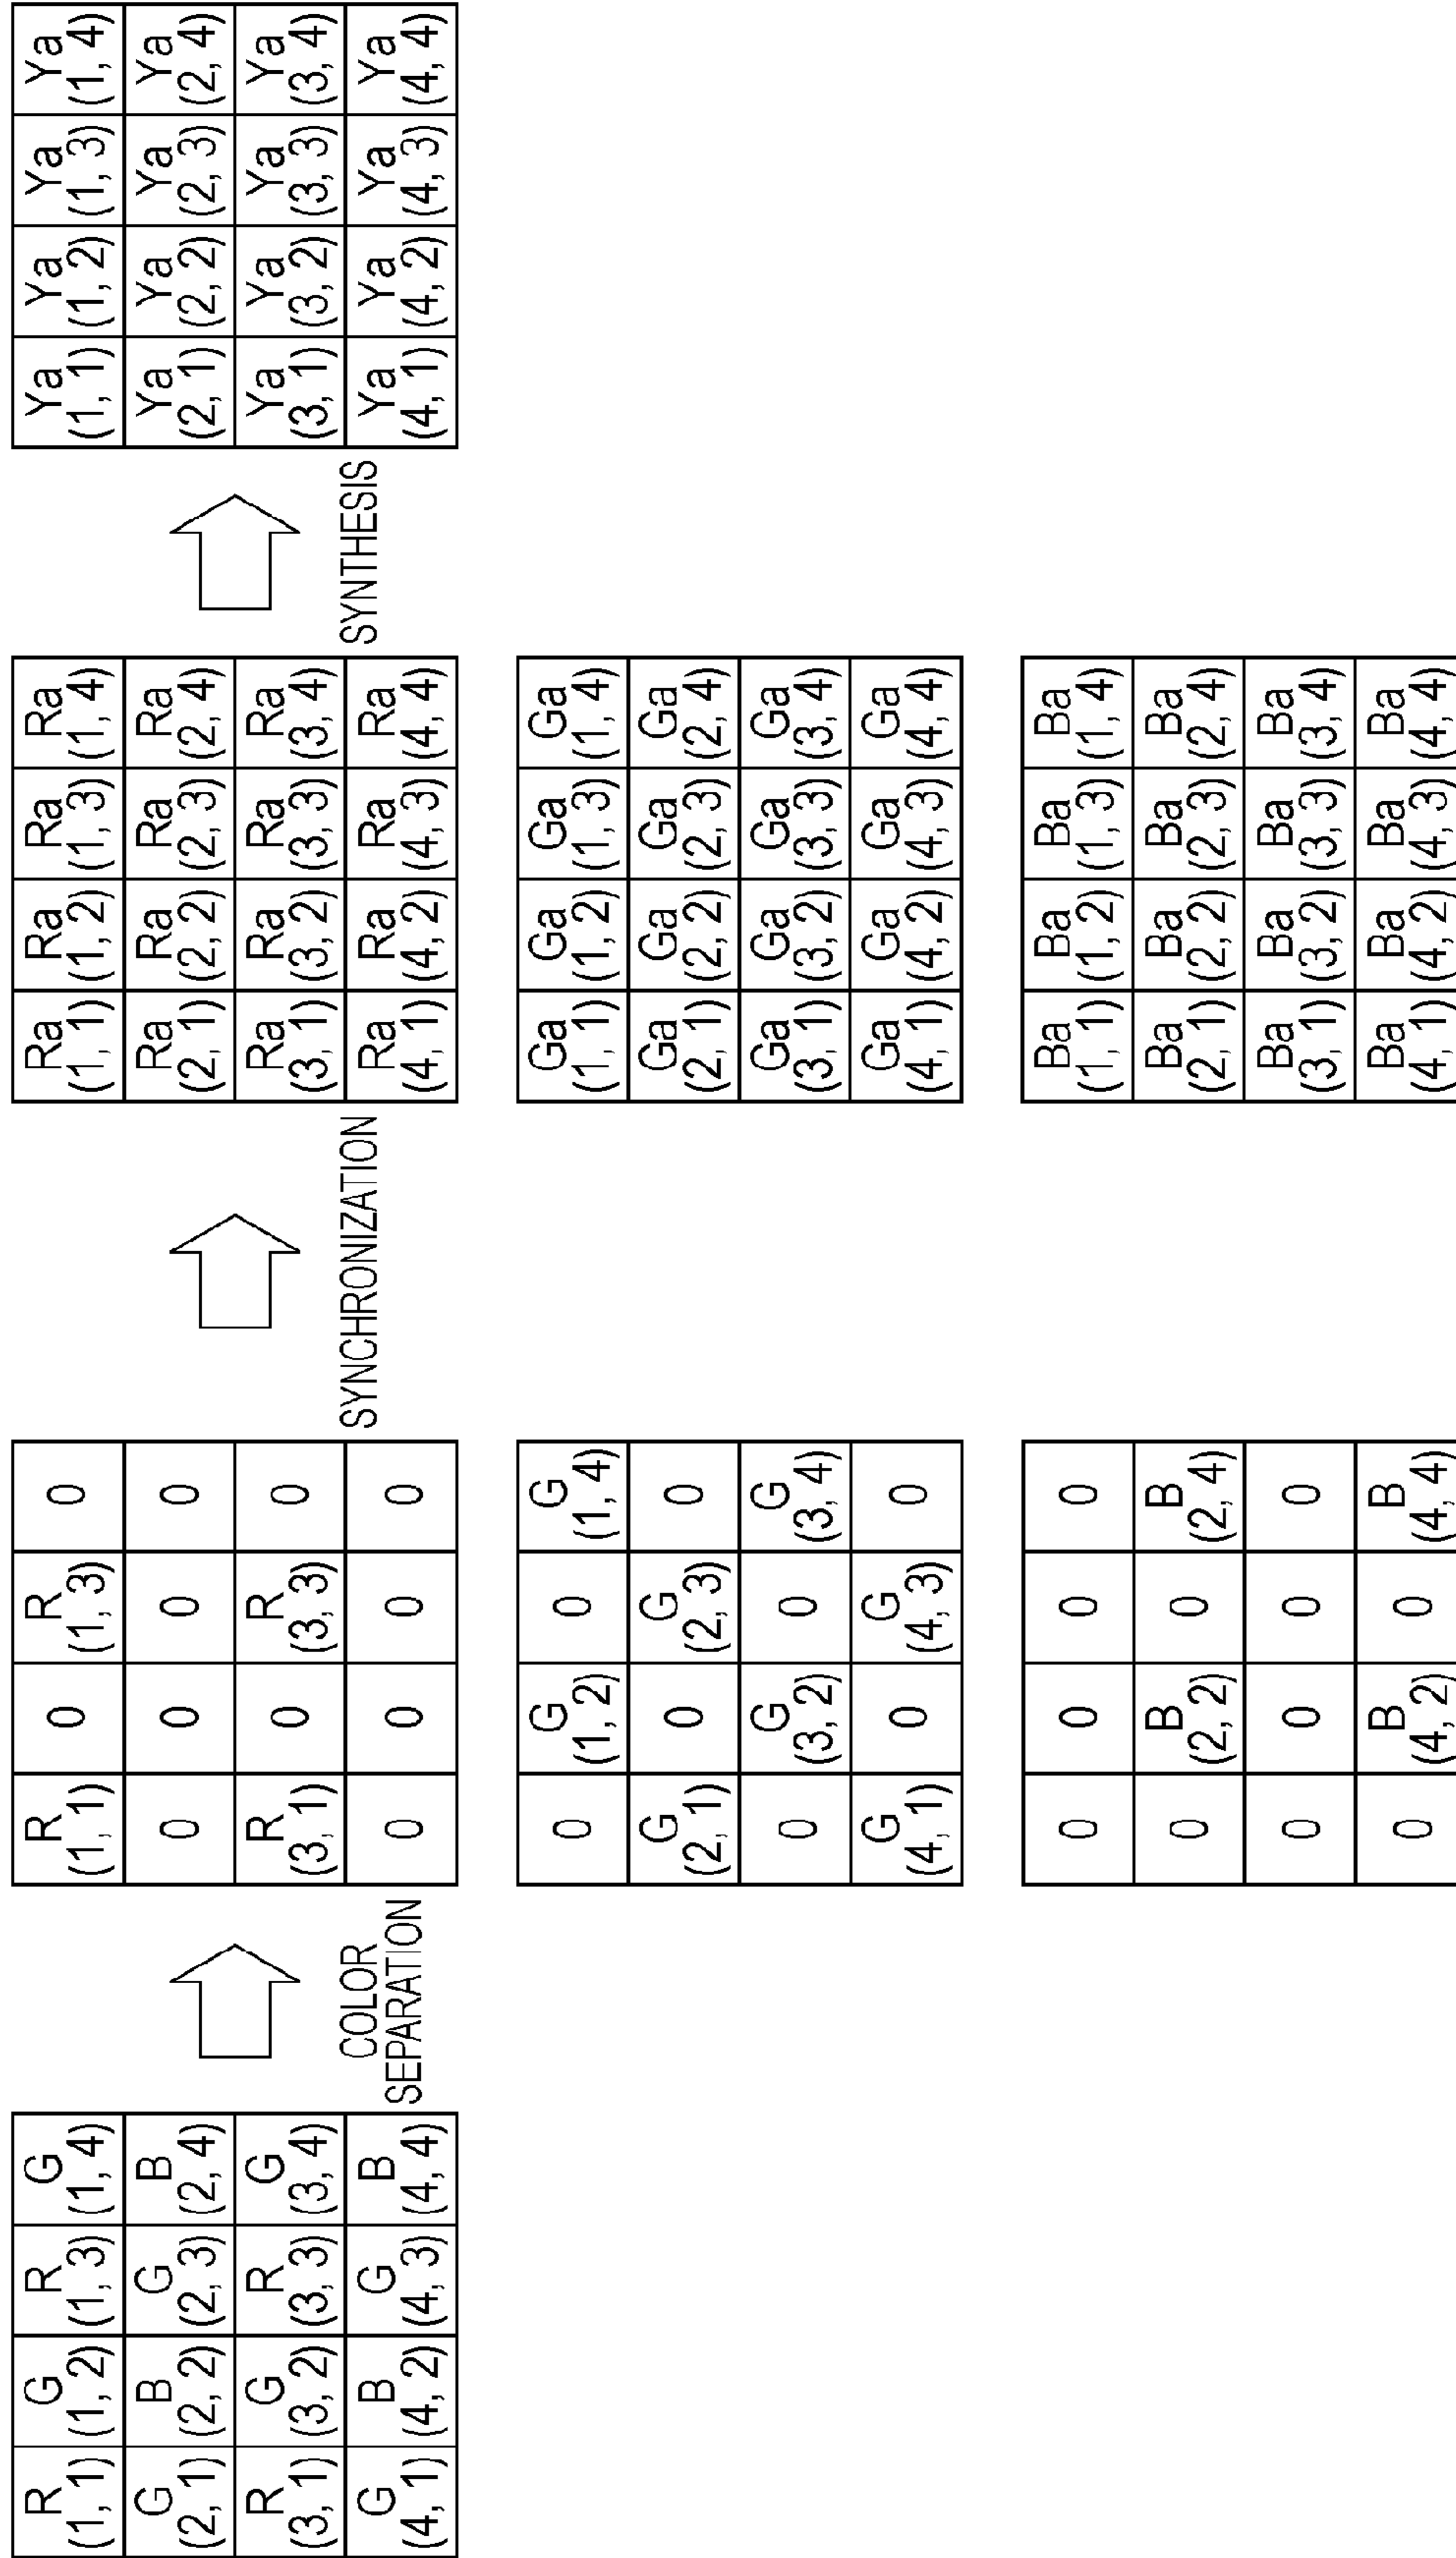 R G R G
(1, 1) (1, 2) (1, 3) (1, 4)
G B G B
(2, 1) (2, 2) (2, 3) (2, 4)
R G R G
(3, 1) (3, 2) (3, 3) (3, 4)
G B G B
(4, 1) (4, 2) (4, 3) (4, 4)
COLOR
SEPARATION
R 0 R 0
(1, 1) (1, 3)
0 0 0 0
R 0 R 0
(3, 1) (3, 3)
0 0 0 0
0 G 0 G
(1, 2) (1, 4)
G 0 G 0
(2, 1) (2, 3)
0 G 0 G
(3, 2) (3, 4)
G 0 G 0
(4, 1) (4, 3)
0 0 0 0
0 B 0 B
(2, 2) (2, 4)
0 0 0 0
0 B 0 B
(4, 2) (4, 4)
SYNCHRONIZATION
Ra Ra Ra Ra
(1, 1) (1, 2) (1, 3) (1, 4)
Ra Ra Ra Ra
(2, 1) (2, 2) (2, 3) (2, 4)
Ra Ra Ra Ra
(3, 1) (3, 2) (3, 3) (3, 4)
Ra Ra Ra Ra
(4, 1) (4, 2) (4, 3) (4, 4)
Ga Ga Ga Ga
(1, 1) (1, 2) (1, 3) (1, 4)
Ga Ga Ga Ga
(2, 1) (2, 2) (2, 3) (2, 4)
Ga Ga Ga Ga
(3, 1) (3, 2) (3, 3) (3, 4)
Ga Ga Ga Ga
(4, 1) (4, 2) (4, 3) (4, 4)
Ba Ba Ba Ba
(1, 1) (1, 2) (1, 3) (1, 4)
Ba Ba Ba Ba
(2, 1) (2, 2) (2, 3) (2, 4)
Ba Ba Ba Ba
(3, 1) (3, 2) (3, 3) (3, 4)
Ba Ba Ba Ba
(4, 1) (4, 2) (4, 3) (4, 4)
SYNTHESIS
Ya Ya Ya Ya
(1, 1) (1, 2) (1, 3) (1, 4)
Ya Ya Ya Ya
(2, 1) (2, 2) (2, 3) (2, 4)
Ya Ya Ya Ya
(3, 1) (3, 2) (3, 3) (3, 4)
Ya Ya Ya Ya
(4, 1) (4, 2) (4, 3) (4, 4)